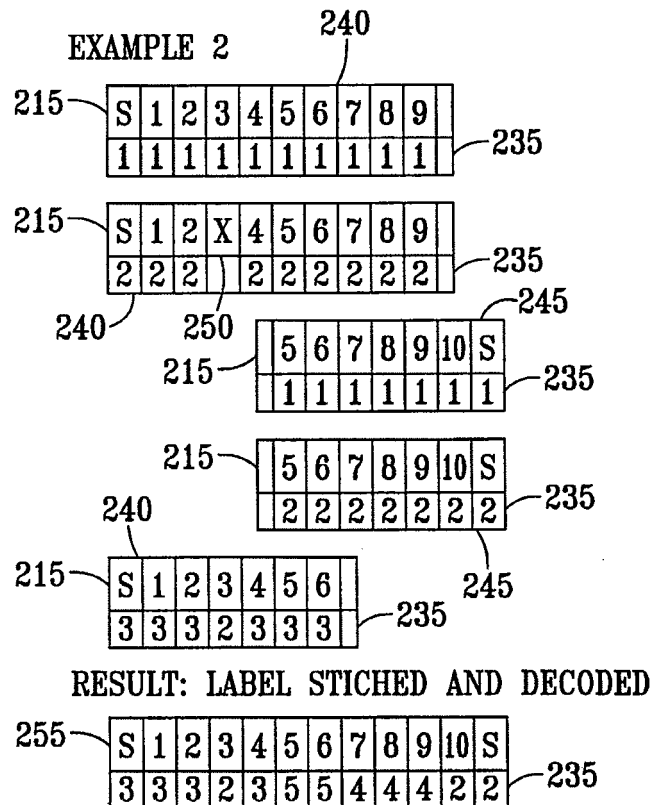 240
EXAMPLE 2
215 S 1 2 3 4 5 6 7 8 9
1 1 1 1 1 1 1 1 1 1 235
215 S 1 2 X 4 5 6 7 8 9
2 2 2 2 2 2 2 2 2 235
240 250 245
215 5 6 7 8 9 10 S
1 1 1 1 1 1 1 235
215 5 6 7 8 9 10 S
2 2 2 2 2 2 2 235
240 245
215 S 1 2 3 4 5 6
3 3 3 2 3 3 3 235
RESULT: LABEL STICHED AND DECODED
255 S 1 2 3 4 5 6 7 8 9 10 S
3 3 3 2 3 5 5 4 4 4 2 2 235